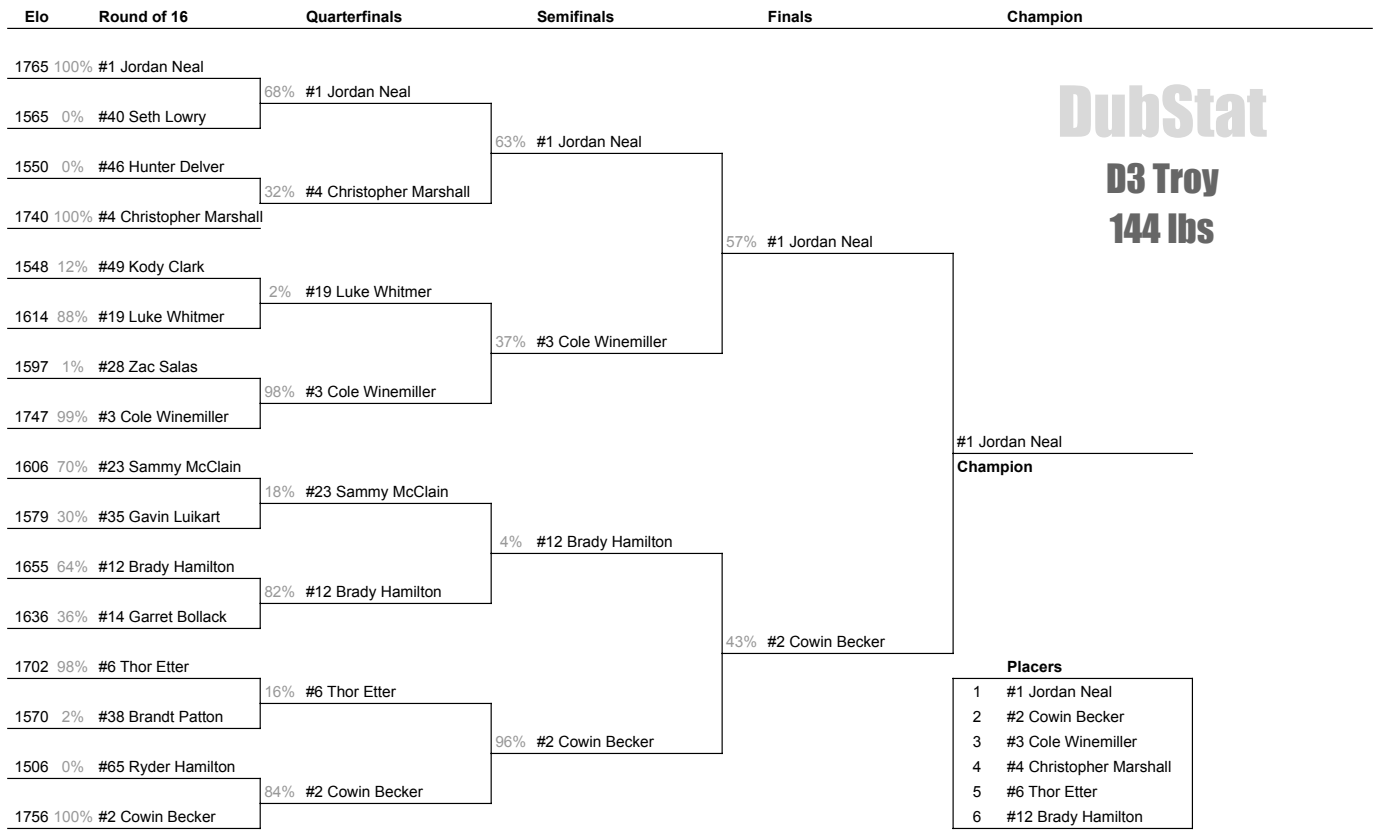 Elo Round of 16 Quarterfinals Semifinals Finals Champion
1765 100% #1 Jordan Neal
68% #1 Jordan Neal
DubStat
1565 0% #40 Seth Lowry
63% #1 Jordan Neal
1550 0% #46 Hunter Delver
D3 Troy
32% #4 Christopher Marshall
1740 100% #4 Christopher Marshall
144 lbs
57% #1 Jordan Neal
1548 12% #49 Kody Clark
2% #19 Luke Whitmer
1614 88% #19 Luke Whitmer
37% #3 Cole Winemiller
1597 1% #28 Zac Salas
98% #3 Cole Winemiller
1747 99% #3 Cole Winemiller
#1 Jordan Neal
1606 70% #23 Sammy McClain
Champion
18% #23 Sammy McClain
1579 30% #35 Gavin Luikart
4% #12 Brady Hamilton
1655 64% #12 Brady Hamilton
82% #12 Brady Hamilton
1636 36% #14 Garret Bollack
43% #2 Cowin Becker
1702 98% #6 Thor Etter
Placers
16% #6 Thor Etter
1 #1 Jordan Neal
1570 2% #38 Brandt Patton
2 #2 Cowin Becker
96% #2 Cowin Becker
3 #3 Cole Winemiller
1506 0% #65 Ryder Hamilton
4 #4 Christopher Marshall
84% #2 Cowin Becker
5 #6 Thor Etter
1756 100% #2 Cowin Becker
6 #12 Brady Hamilton